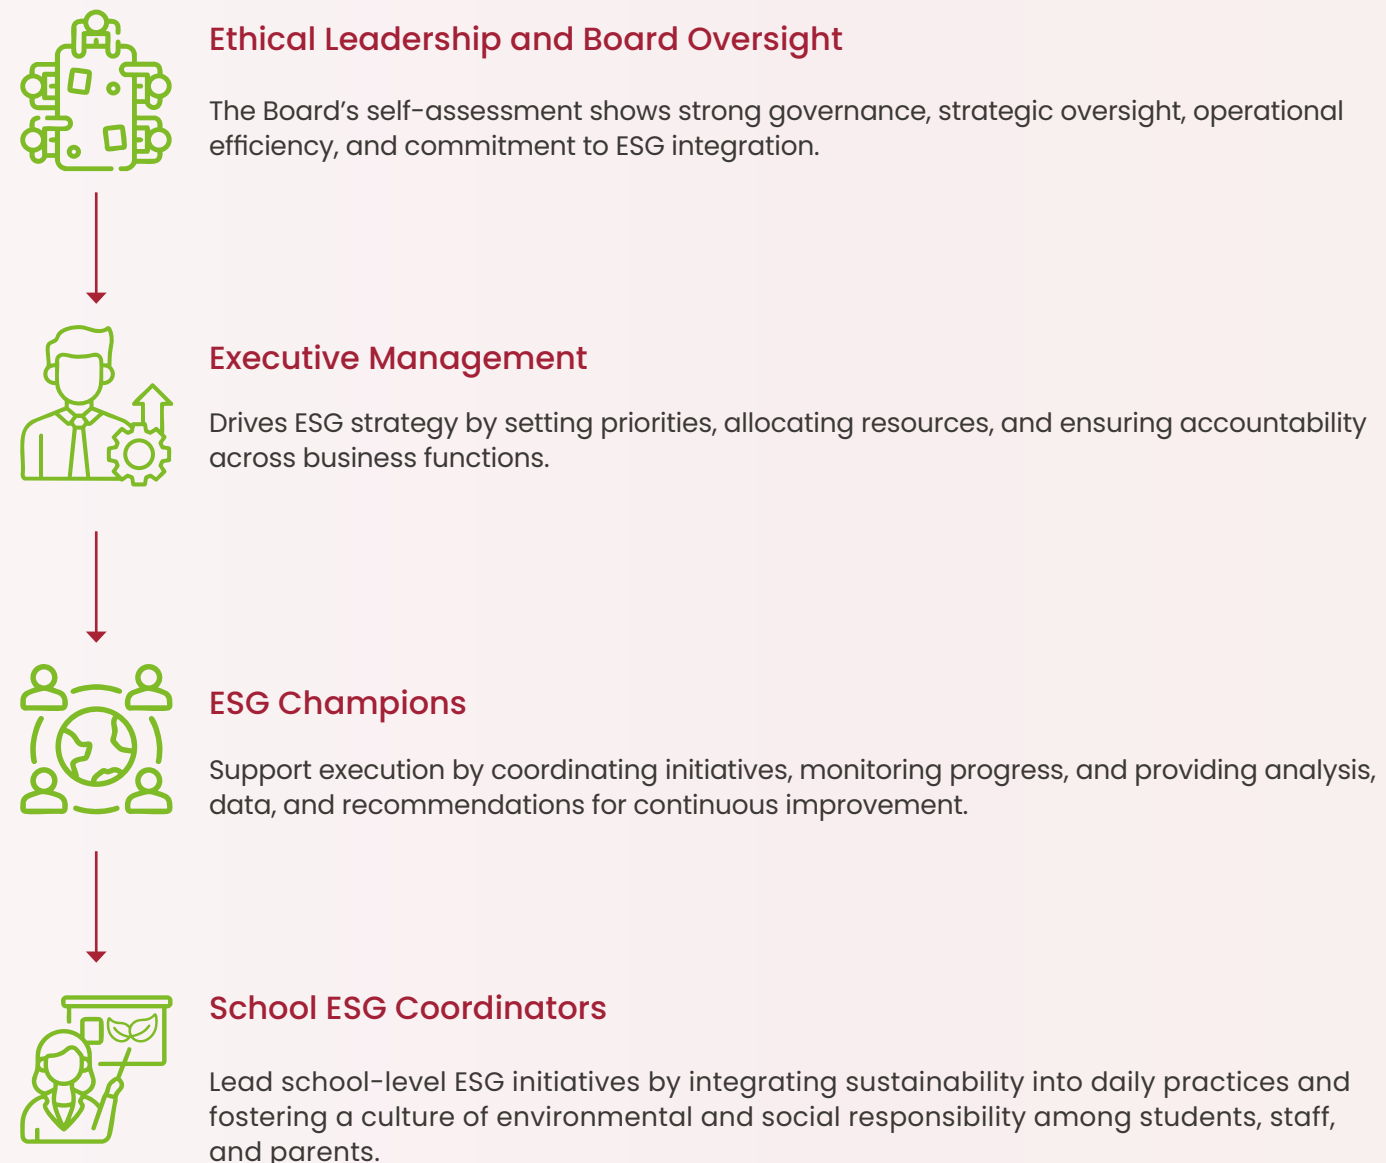 Ethical Leadership and Board Oversight
The Board’s self-assessment shows strong governance, strategic oversight, operational
efficiency, and commitment to ESG integration.
Executive Management
Drives ESG strategy by setting priorities, allocating resources, and ensuring accountability
across business functions.
ESG Champions
Support execution by coordinating initiatives, monitoring progress, and providing analysis,
data, and recommendations for continuous improvement.
School ESG Coordinators
Lead school-level ESG initiatives by integrating sustainability into daily practices and
fostering a culture of environmental and social responsibility among students, staff,
and parents.